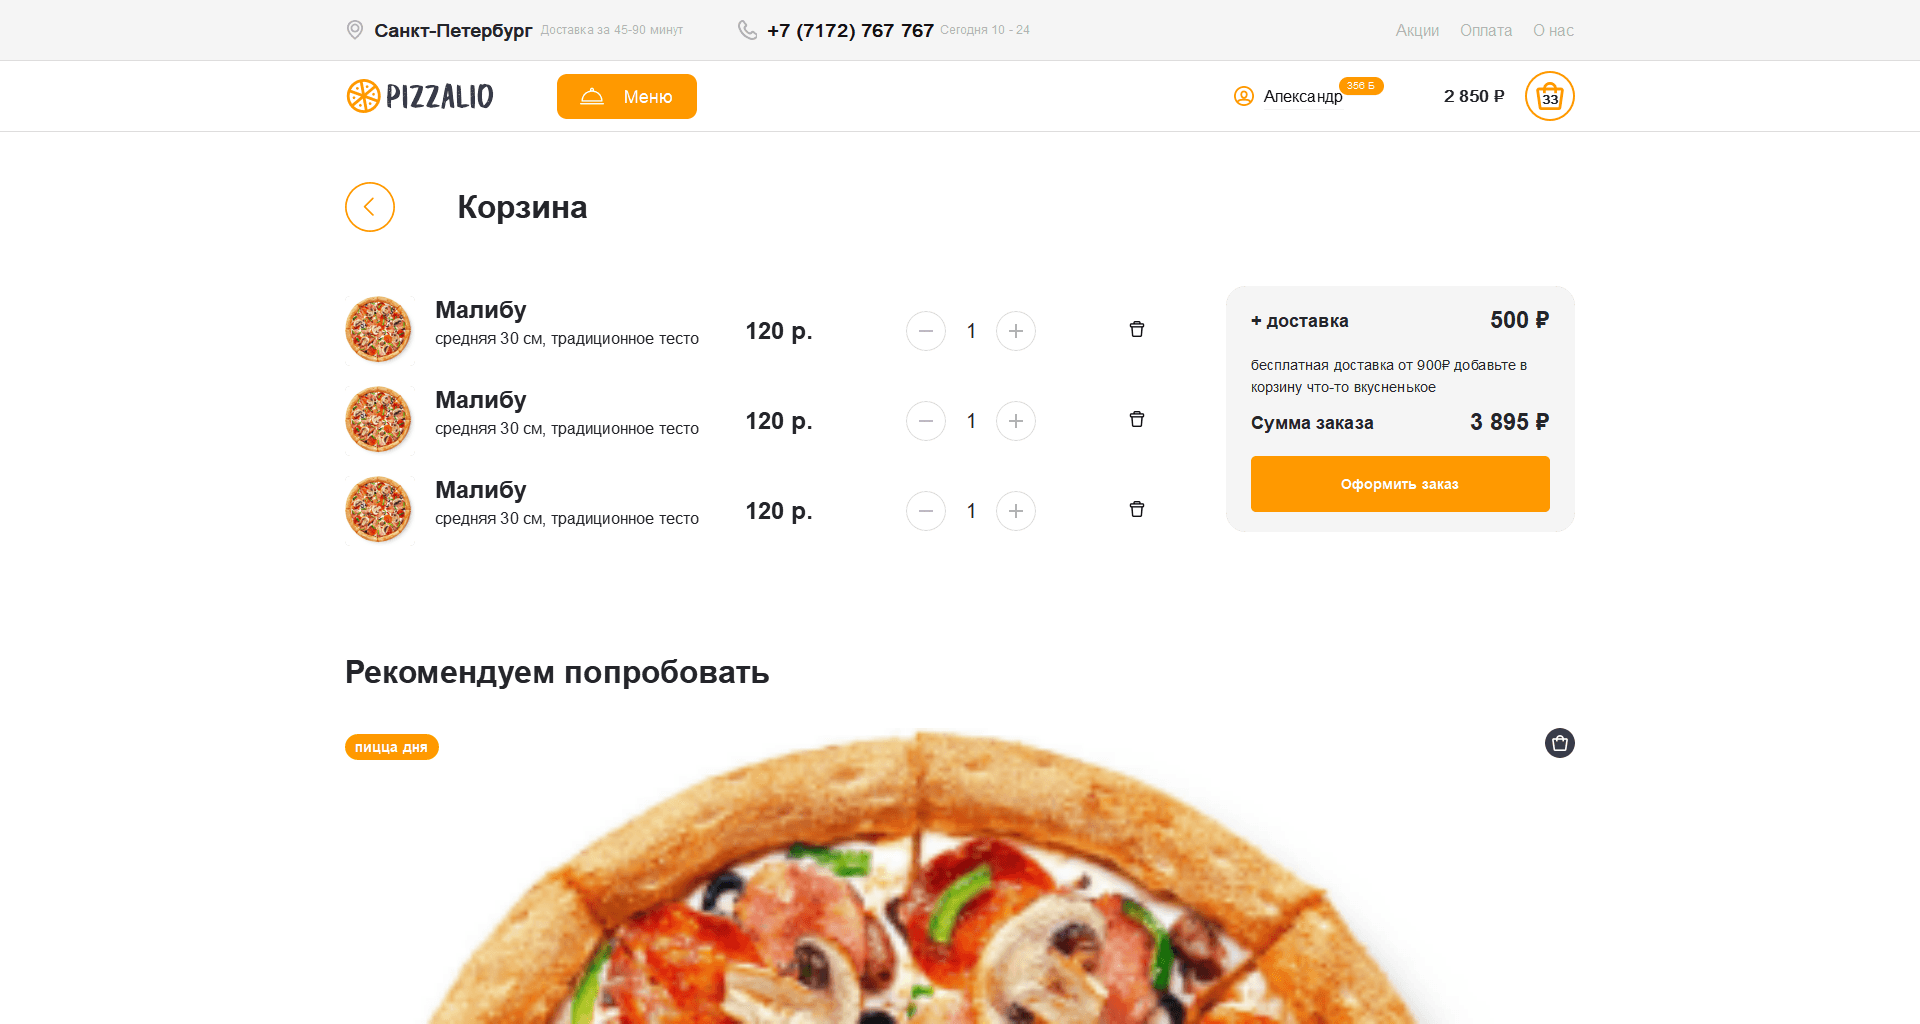 Санкт-Петербург Доставка за 45-90 минут +7 (7172) 767 767 Сегодня 10 - 24 Акции Оплата О нас
PIZZALIO Меню Александр 356 Б 2 850 ₽ 33
Корзина
Малибу
средняя 30 см, традиционное тесто
120 р.
1
Малибу
средняя 30 см, традиционное тесто
120 р.
1
Малибу
средняя 30 см, традиционное тесто
120 р.
1
+ доставка 500 ₽
бесплатная доставка от 900₽ добавьте в
корзину что-то вкусненькое
Сумма заказа 3 895 ₽
Оформить заказ
Рекомендуем попробовать
пицца дня